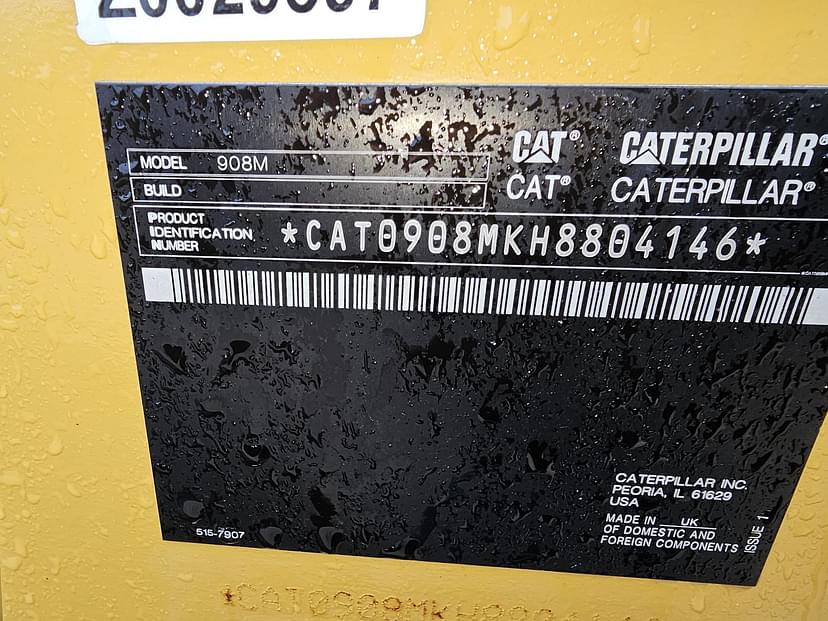 MODEL 908M
BUILD
CAT® CATERPILLAR®
CAT® CATERPILLAR®
PRODUCT
IDENTIFICATION
NUMBER
*CAT0908MKH8804146*
CATERPILLAR INC.
PEORIA, IL 61629
USA
MADE IN UK
OF DOMESTIC AND
FOREIGN COMPONENTS
ISSUE 1
515-7907